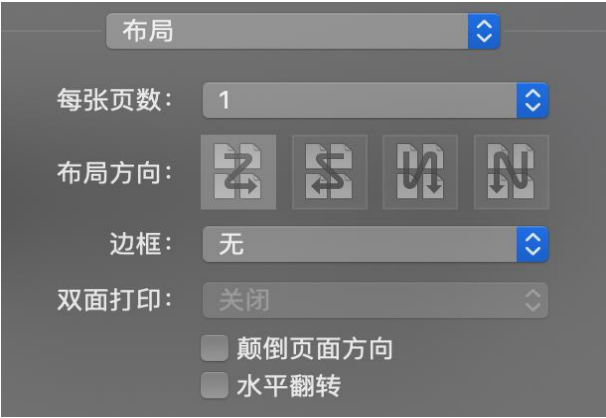 布局
每张页数： 1
布局方向：
边框： 无
双面打印： 关闭
颠倒页面方向
水平翻转